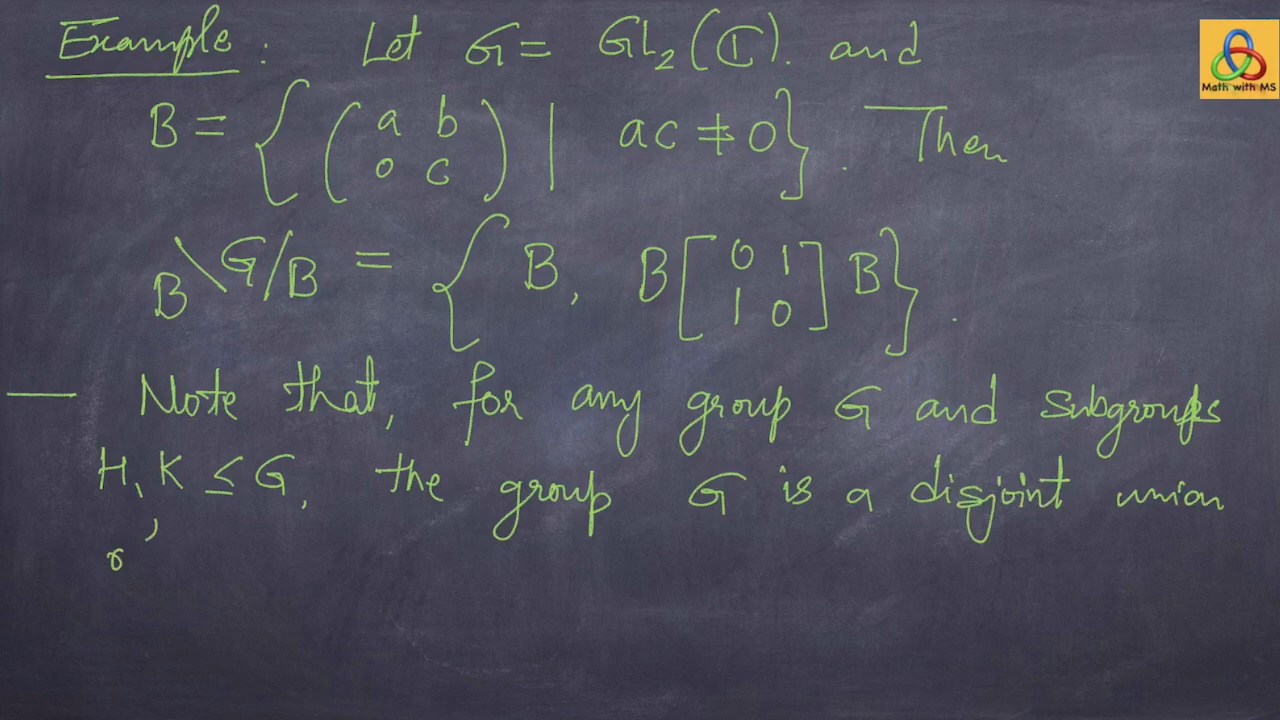 Example : Let G = GL₂(ℂ). and
Math with MS
B = { ( a b
0 c ) | ac ≠ 0 }. Then
B\G/B = { B, B [ 0 1
1 0 ] B }.
— Note that, for any group G and subgroups
H, K ≤ G, the group G is a disjoint union